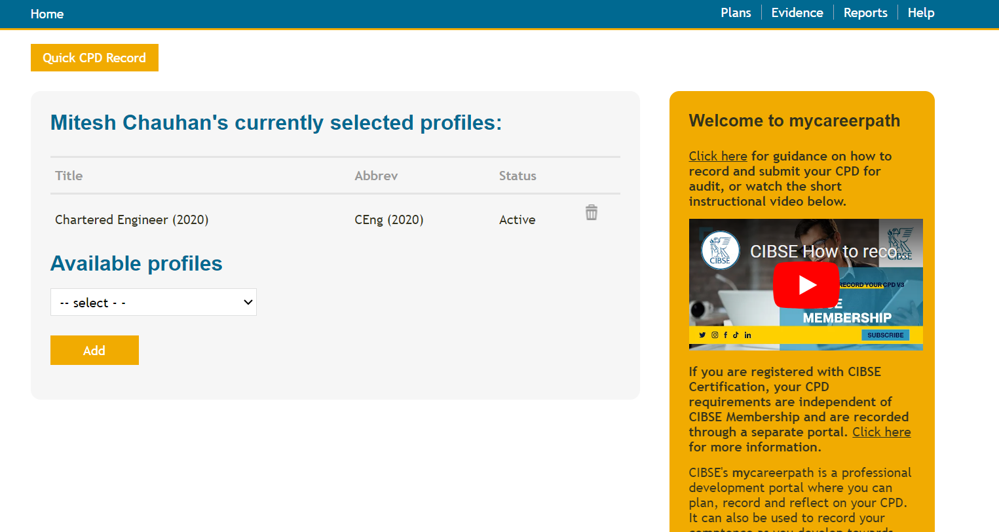 Home
Plans
Evidence
Reports
Help
Quick CPD Record
Mitesh Chauhan's currently selected profiles:
Title Abbrev Status
Chartered Engineer (2020) CEng (2020) Active
Available profiles
-- select - -
Add
Welcome to mycareerpath
Click here for guidance on how to
record and submit your CPD for
audit, or watch the short
instructional video below.
CIBSE
CIBSE How to reco...
CIBSE
RECORD YOUR CPD V3
MEMBERSHIP
SUBSCRIBE
If you are registered with CIBSE
Certification, your CPD
requirements are independent of
CIBSE Membership and are recorded
through a separate portal. Click here
for more information.
CIBSE's mycareerpath is a professional
development portal where you can
plan, record and reflect on your CPD.
It can also be used to record your